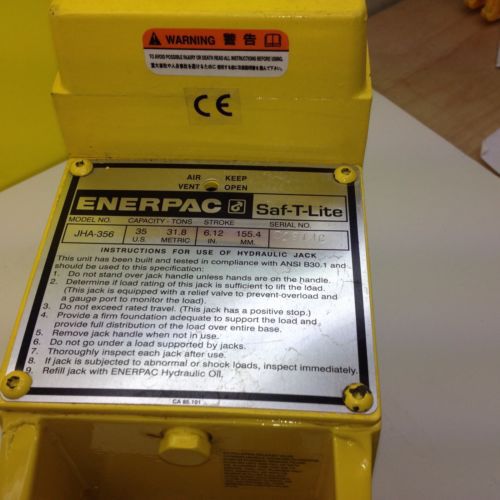 WARNING 警告
TO AVOID POSSIBLE INJURY OR DEATH READ ALL INSTRUCTIONS BEFORE USING.
CE
AIR KEEP
VENT OPEN
ENERPAC Saf-T-Lite
MODEL NO. CAPACITY - TONS STROKE SERIAL NO.
JHA-356 35 31.8 6.12 155.4
U.S. METRIC IN. MM.
INSTRUCTIONS FOR USE OF HYDRAULIC JACK
This unit has been built and tested in compliance with ANSI B30.1 and
should be used to this specification:
1. Do not stand over jack handle unless hands are on the handle.
2. Determine if load rating of this jack is sufficient to lift the load.
(This jack is equipped with a relief valve to prevent overload and
a gauge port to monitor the load).
3. Do not exceed rated travel. (This jack has a positive stop.)
4. Provide a firm foundation adequate to support the load and
provide full distribution of the load over entire base.
5. Remove jack handle when not in use.
6. Do not go under a load supported by jacks.
7. Thoroughly inspect each jack after use.
8. If jack is subjected to abnormal or shock loads, inspect immediately.
9. Refill jack with ENERPAC Hydraulic Oil.
CA 85.101